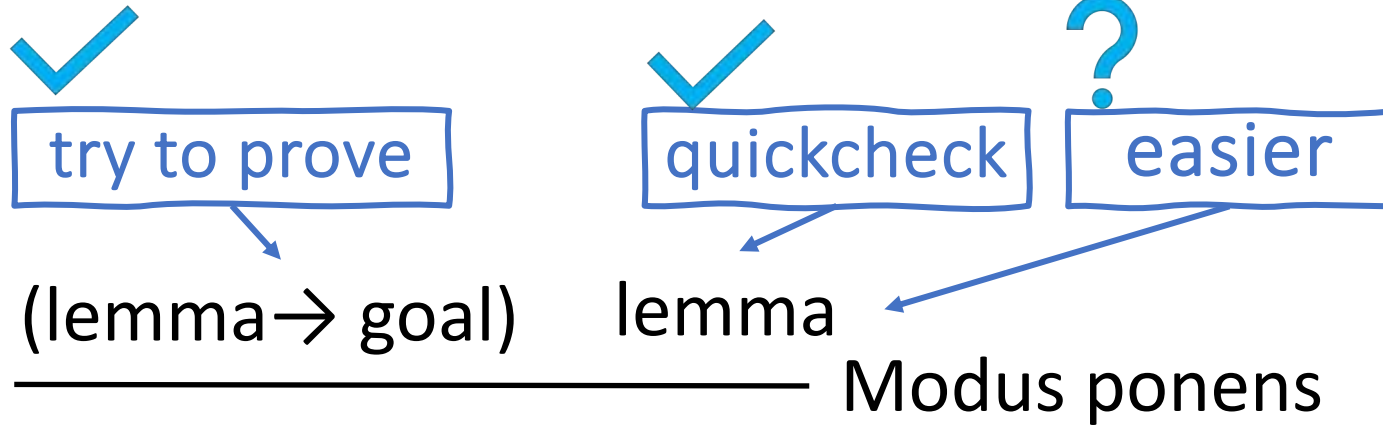 ?
try to prove quickcheck easier
(lemma→ goal) lemma
Modus ponens